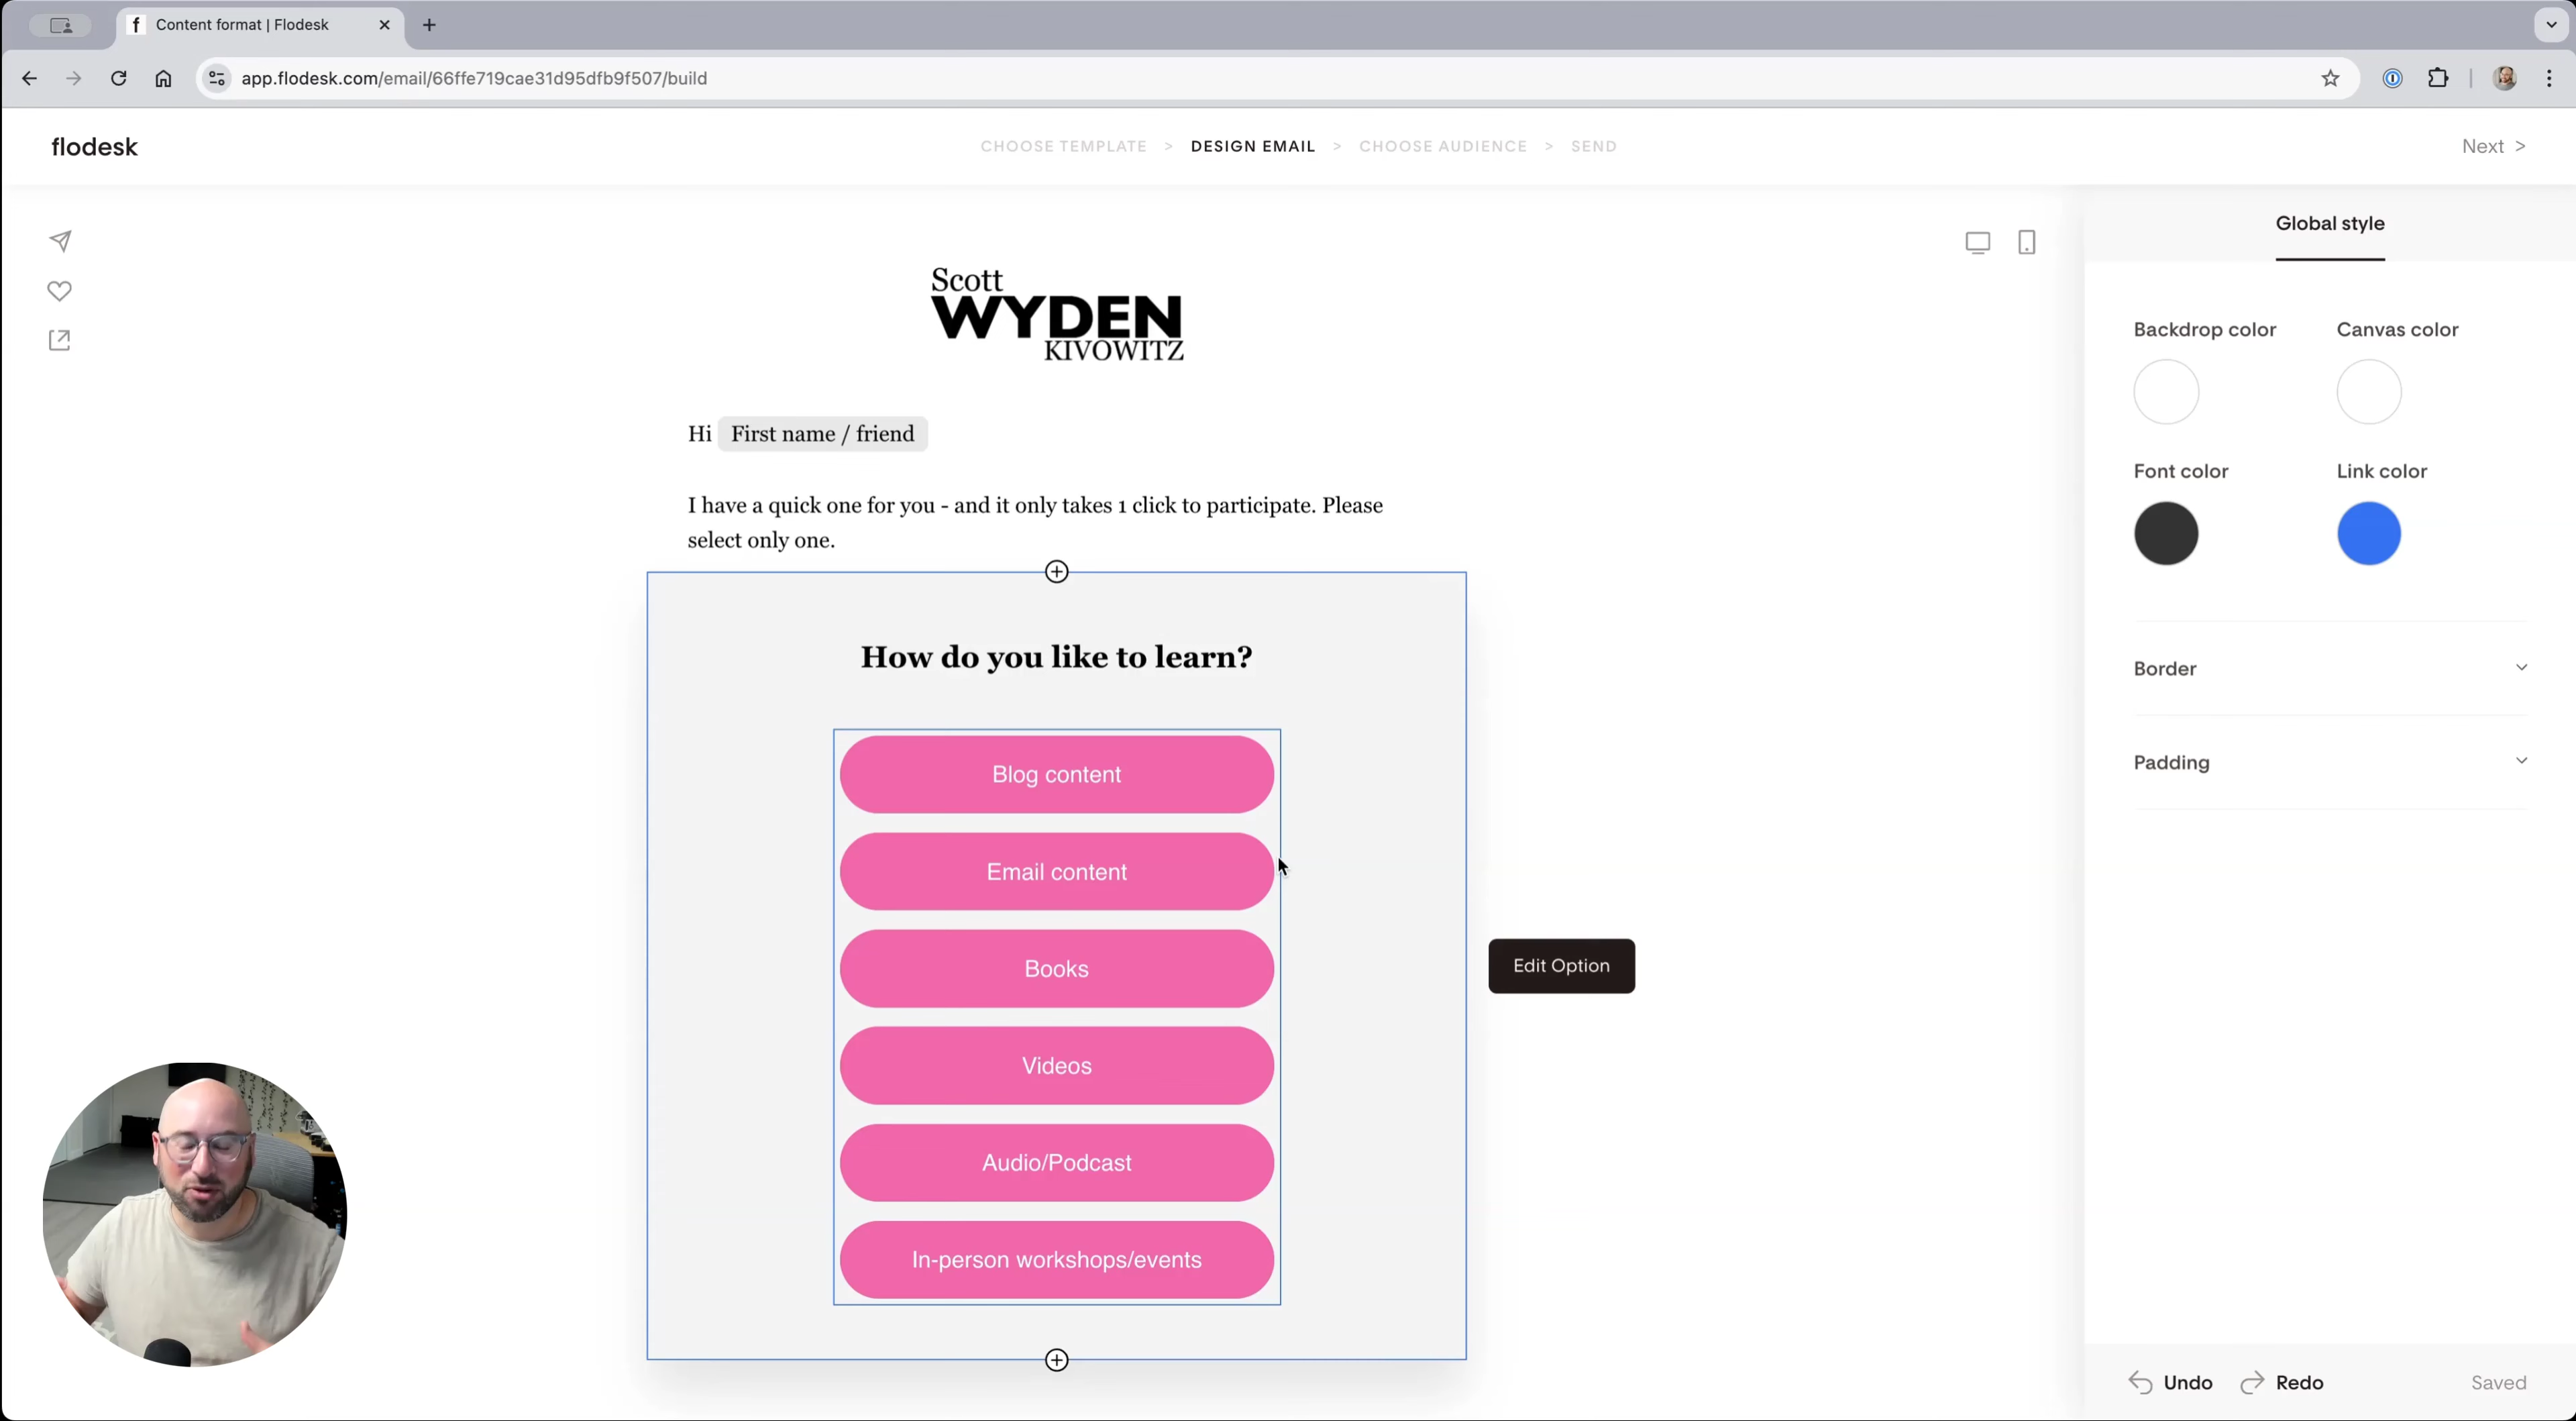 Content format | Flodesk
app.flodesk.com/email/66ffe719cae31d95dfb9f507/build
flodesk
CHOOSE TEMPLATE > DESIGN EMAIL > CHOOSE AUDIENCE > SEND
Next >
Global style
Scott
WYDEN
KIVOWITZ
Backdrop color
Canvas color
Hi First name / friend
Font color
Link color
I have a quick one for you - and it only takes 1 click to participate. Please
select only one.
How do you like to learn?
Border
Padding
Blog content
Email content
Books
Edit Option
Videos
Audio/Podcast
In-person workshops/events
Undo
Redo
Saved